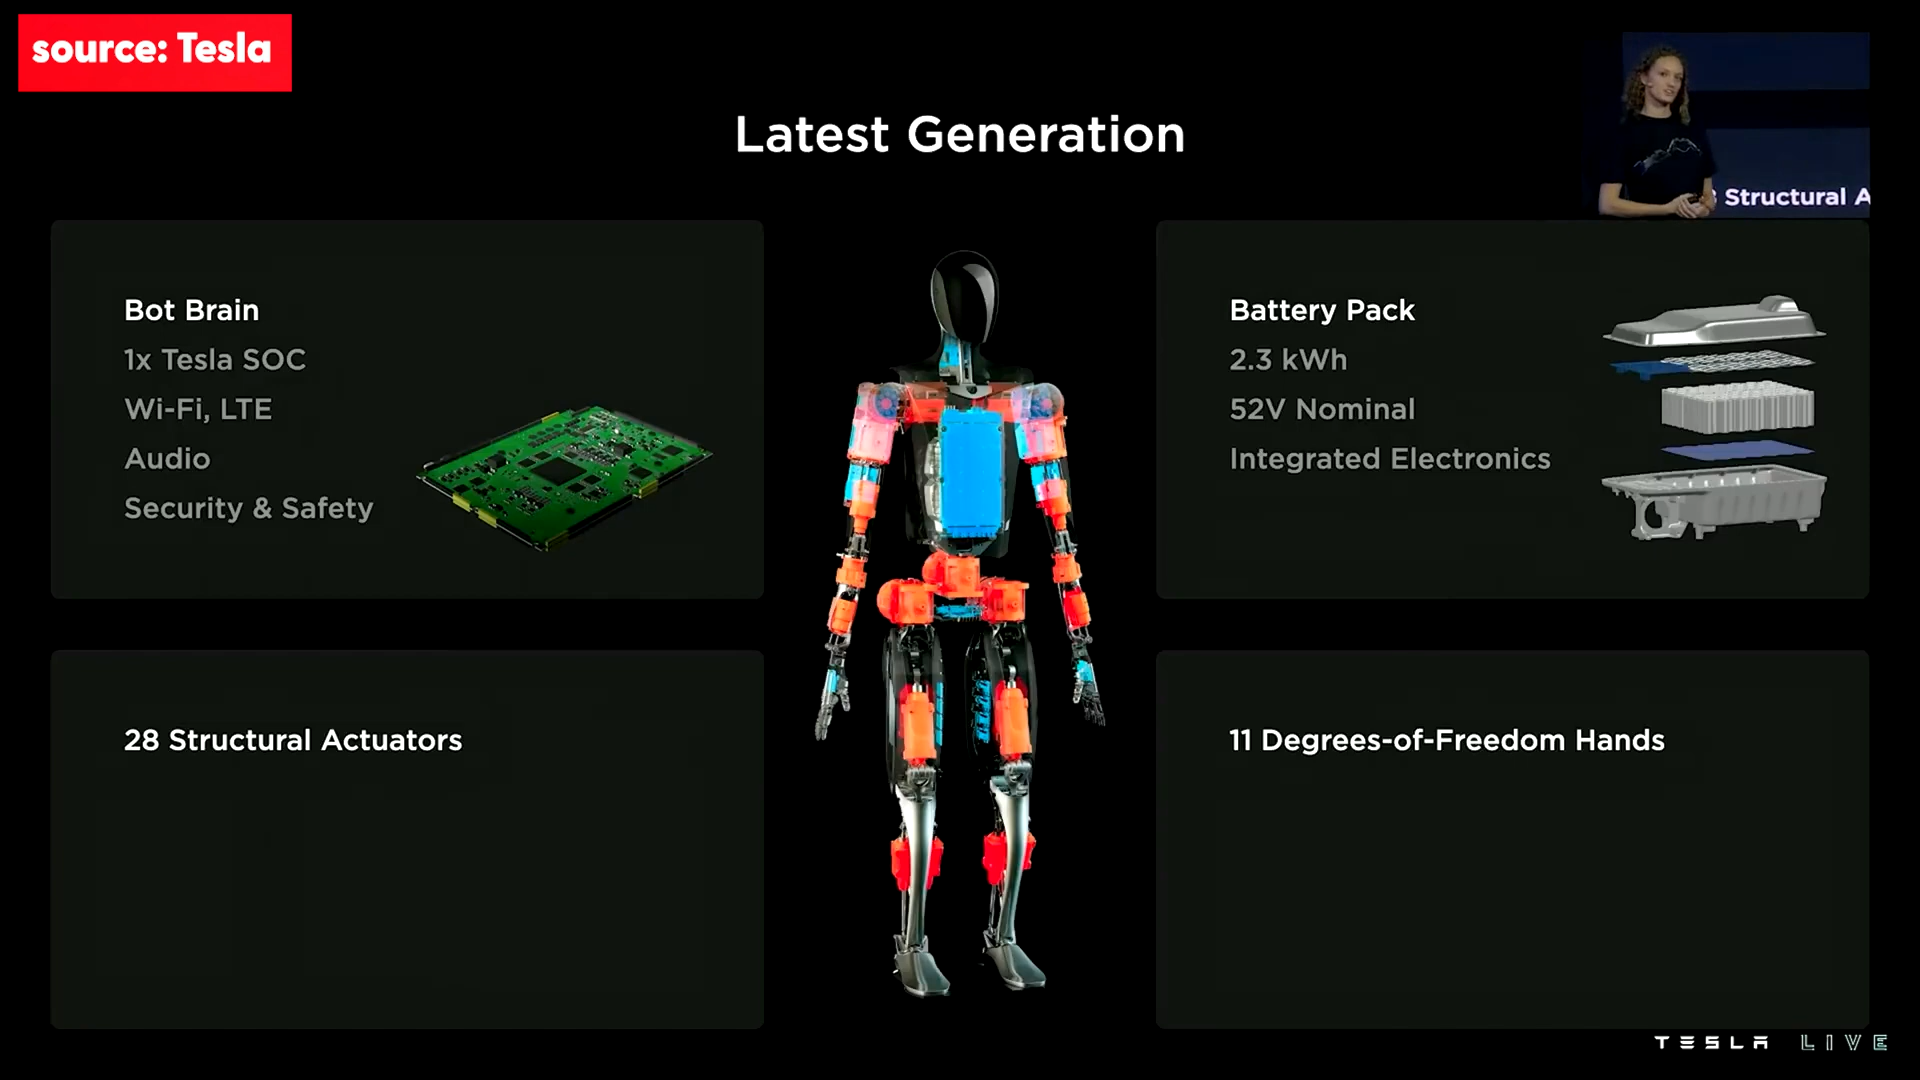 source: Tesla
Latest Generation
Structural A
Bot Brain
1x Tesla SOC
Wi-Fi, LTE
Audio
Security & Safety
Battery Pack
2.3 kWh
52V Nominal
Integrated Electronics
28 Structural Actuators
11 Degrees-of-Freedom Hands
TESLA LIVE